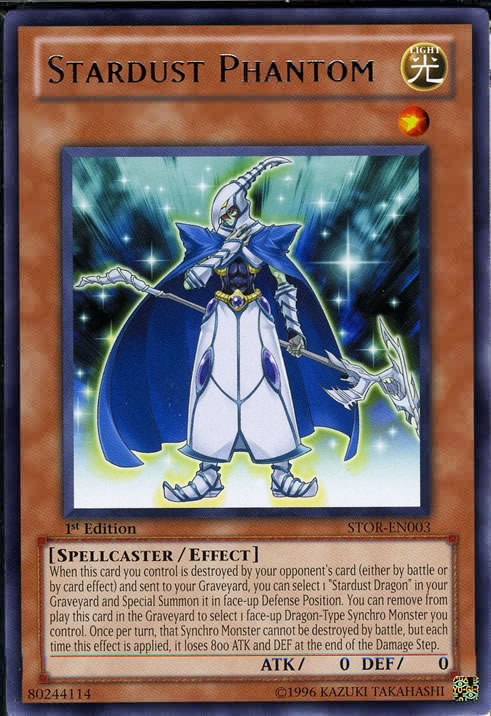 STARDUST PHANTOM
LIGHT
光
1st Edition
STOR-EN003
[SPELLCASTER / EFFECT]
When this card you control is destroyed by your opponent's card (either by battle or
by card effect) and sent to your Graveyard, you can select 1 "Stardust Dragon" in your
Graveyard and Special Summon it in face-up Defense Position. You can remove from
play this card in the Graveyard to select 1 face-up Dragon-Type Synchro Monster you
control. Once per turn, that Synchro Monster cannot be destroyed by battle, but each
time this effect is applied, it loses 800 ATK and DEF at the end of the Damage Step.
ATK/ 0 DEF/ 0
80244114
©1996 KAZUKI TAKAHASHI